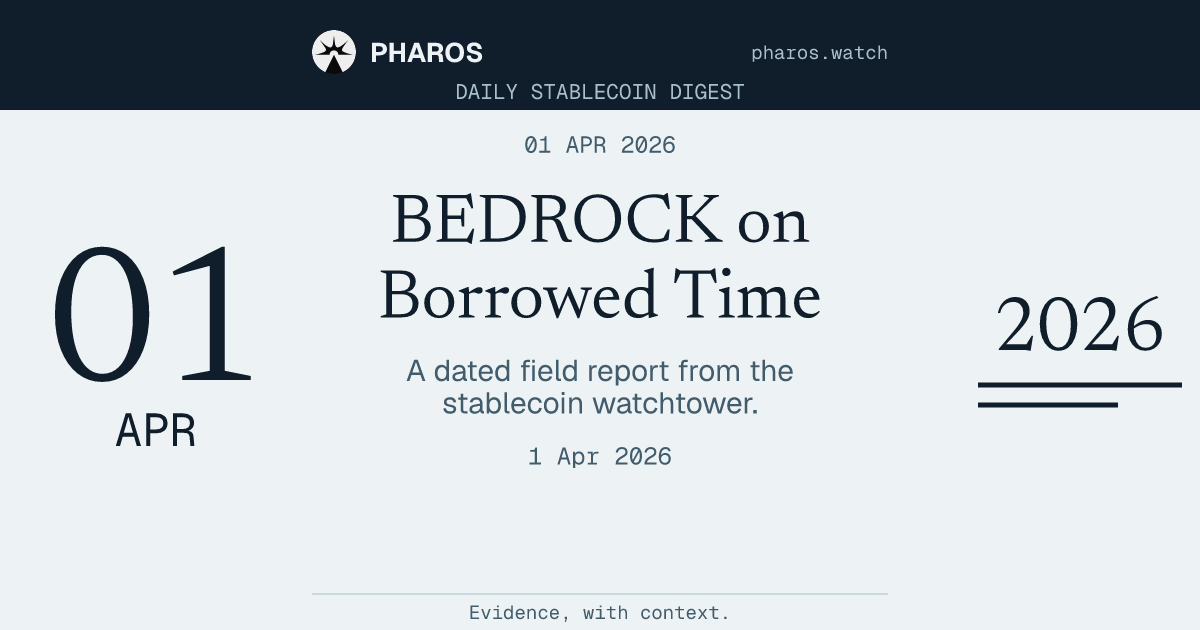 PHAROS
pharos.watch
DAILY STABLECOIN DIGEST
01 APR 2026
BEDROCK on
Borrowed Time
A dated field report from the
stablecoin watchtower.
1 Apr 2026
01
APR
2026
Evidence, with context.